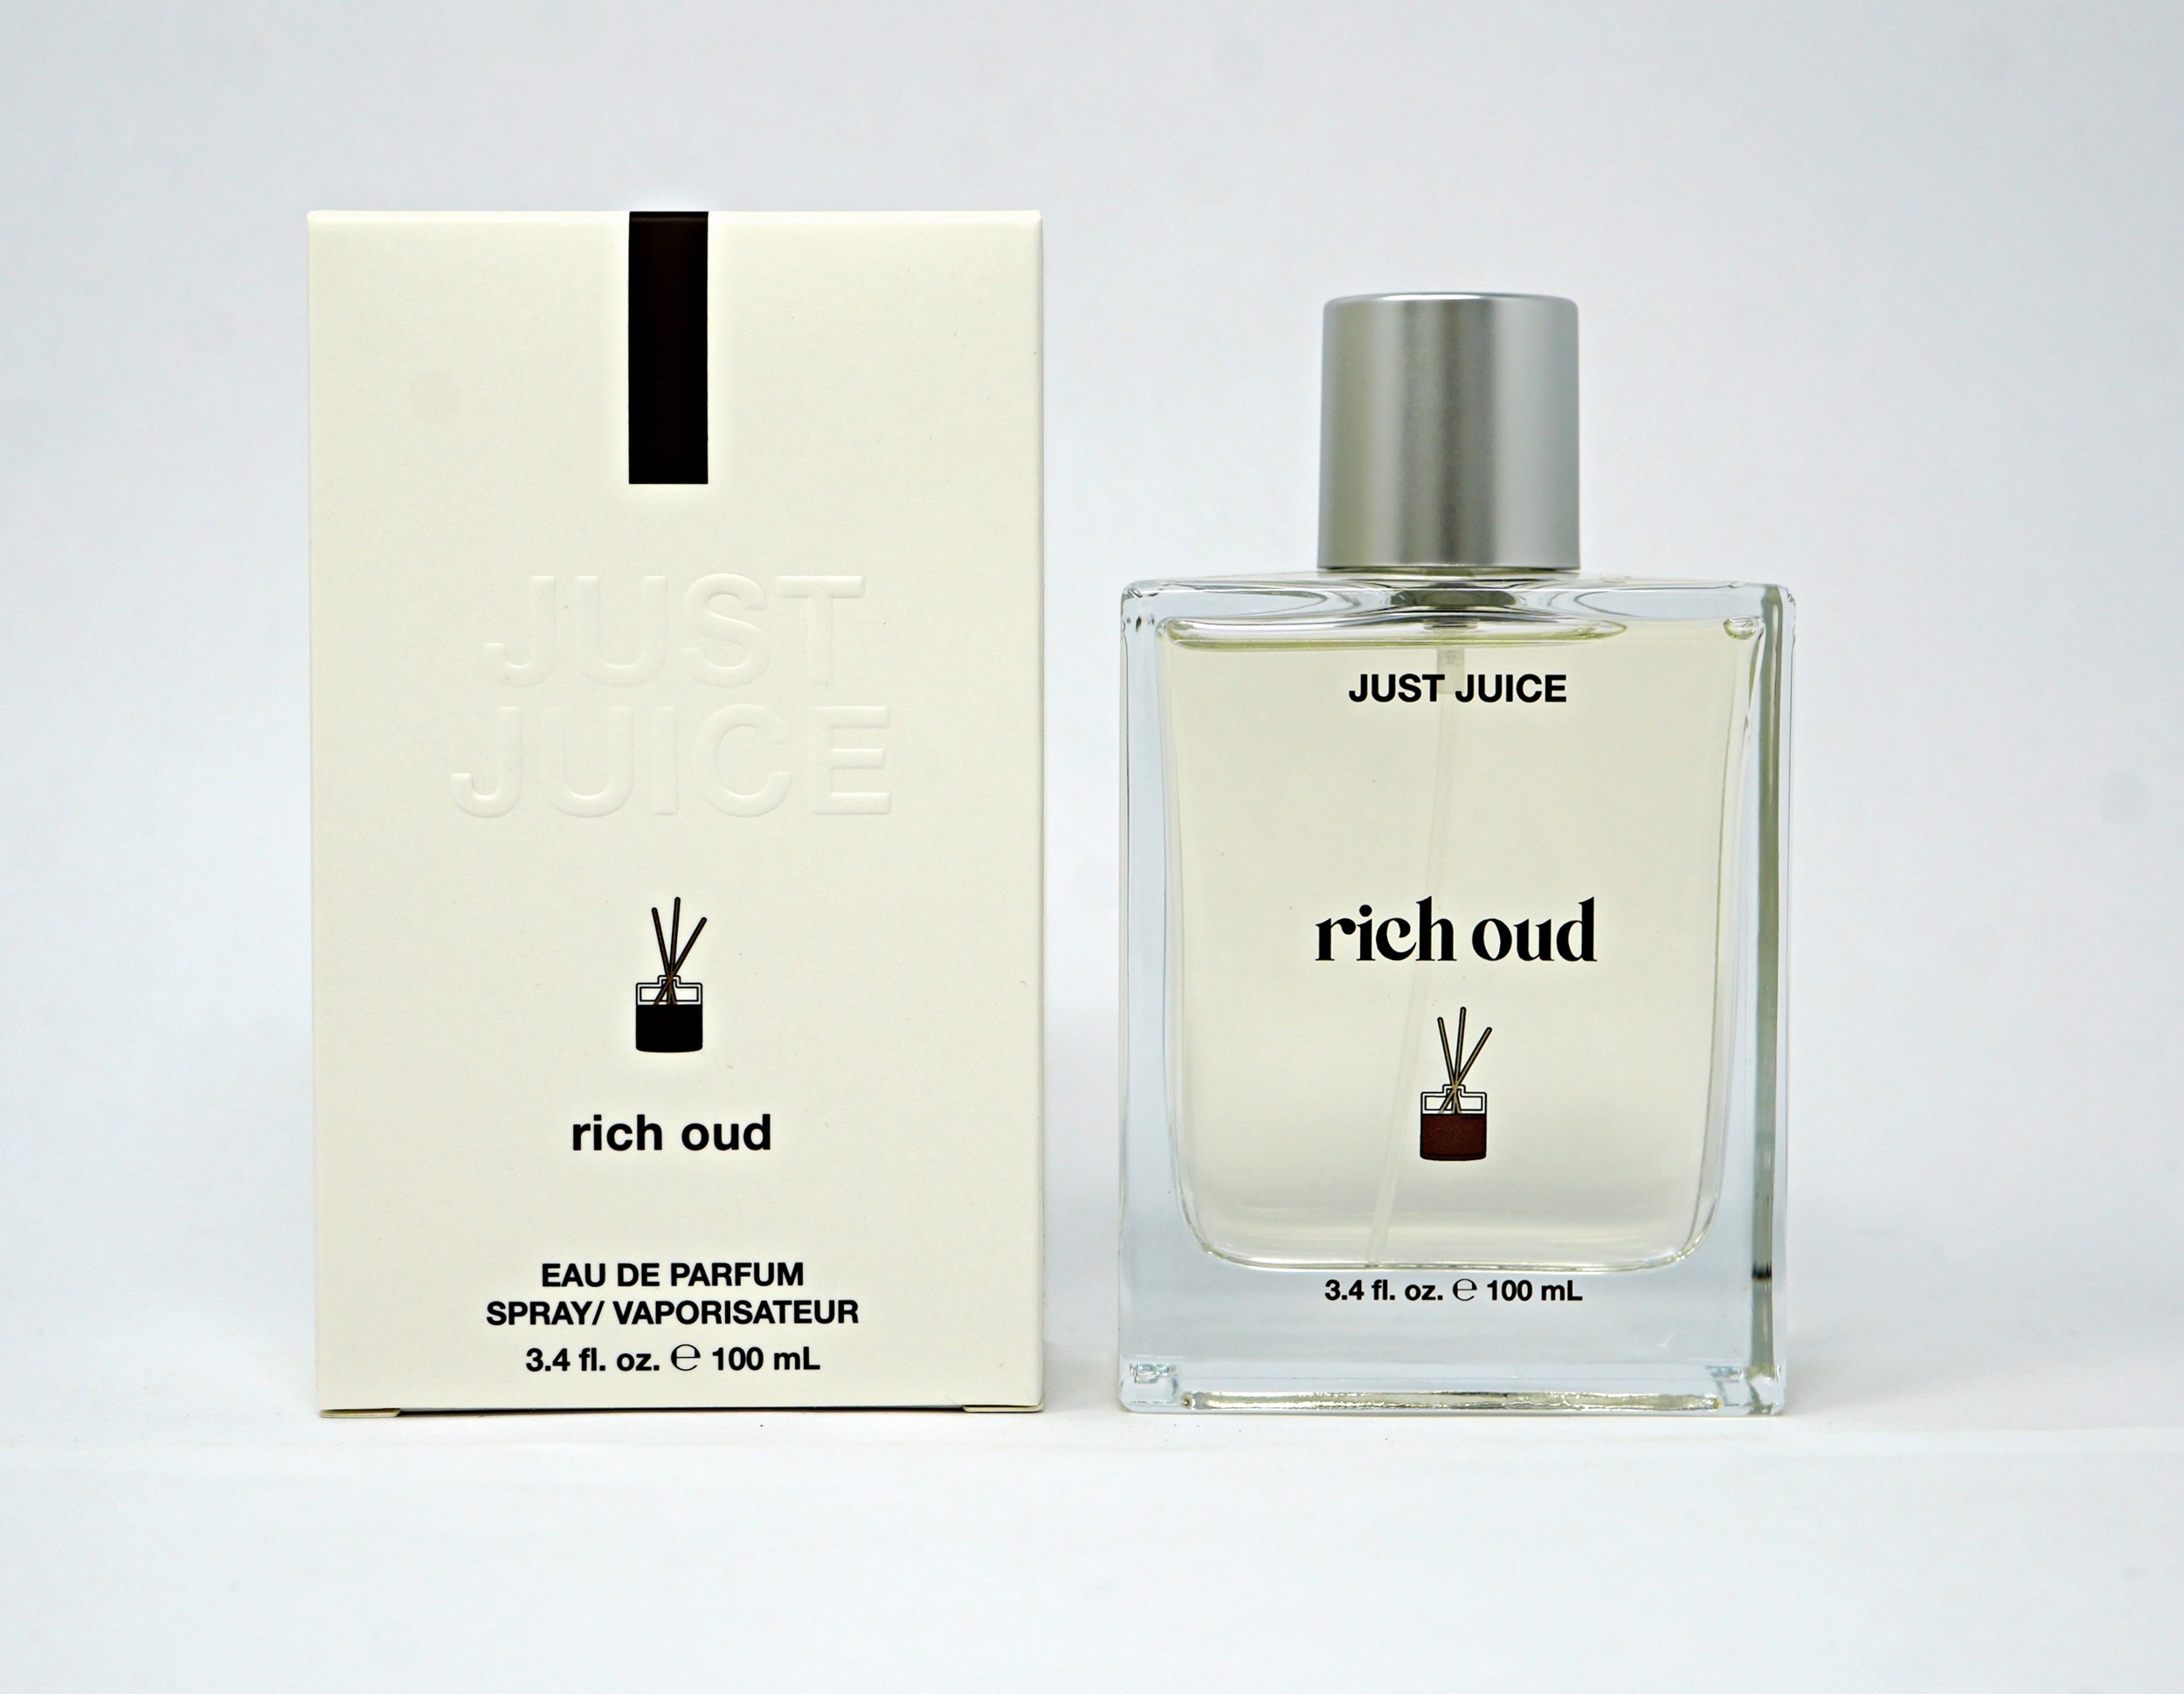 JUST
JUICE
rich oud
EAU DE PARFUM
SPRAY/ VAPORISATEUR
3.4 fl. oz. ℮ 100 mL
JUST JUICE
rich oud
3.4 fl. oz. ℮ 100 mL